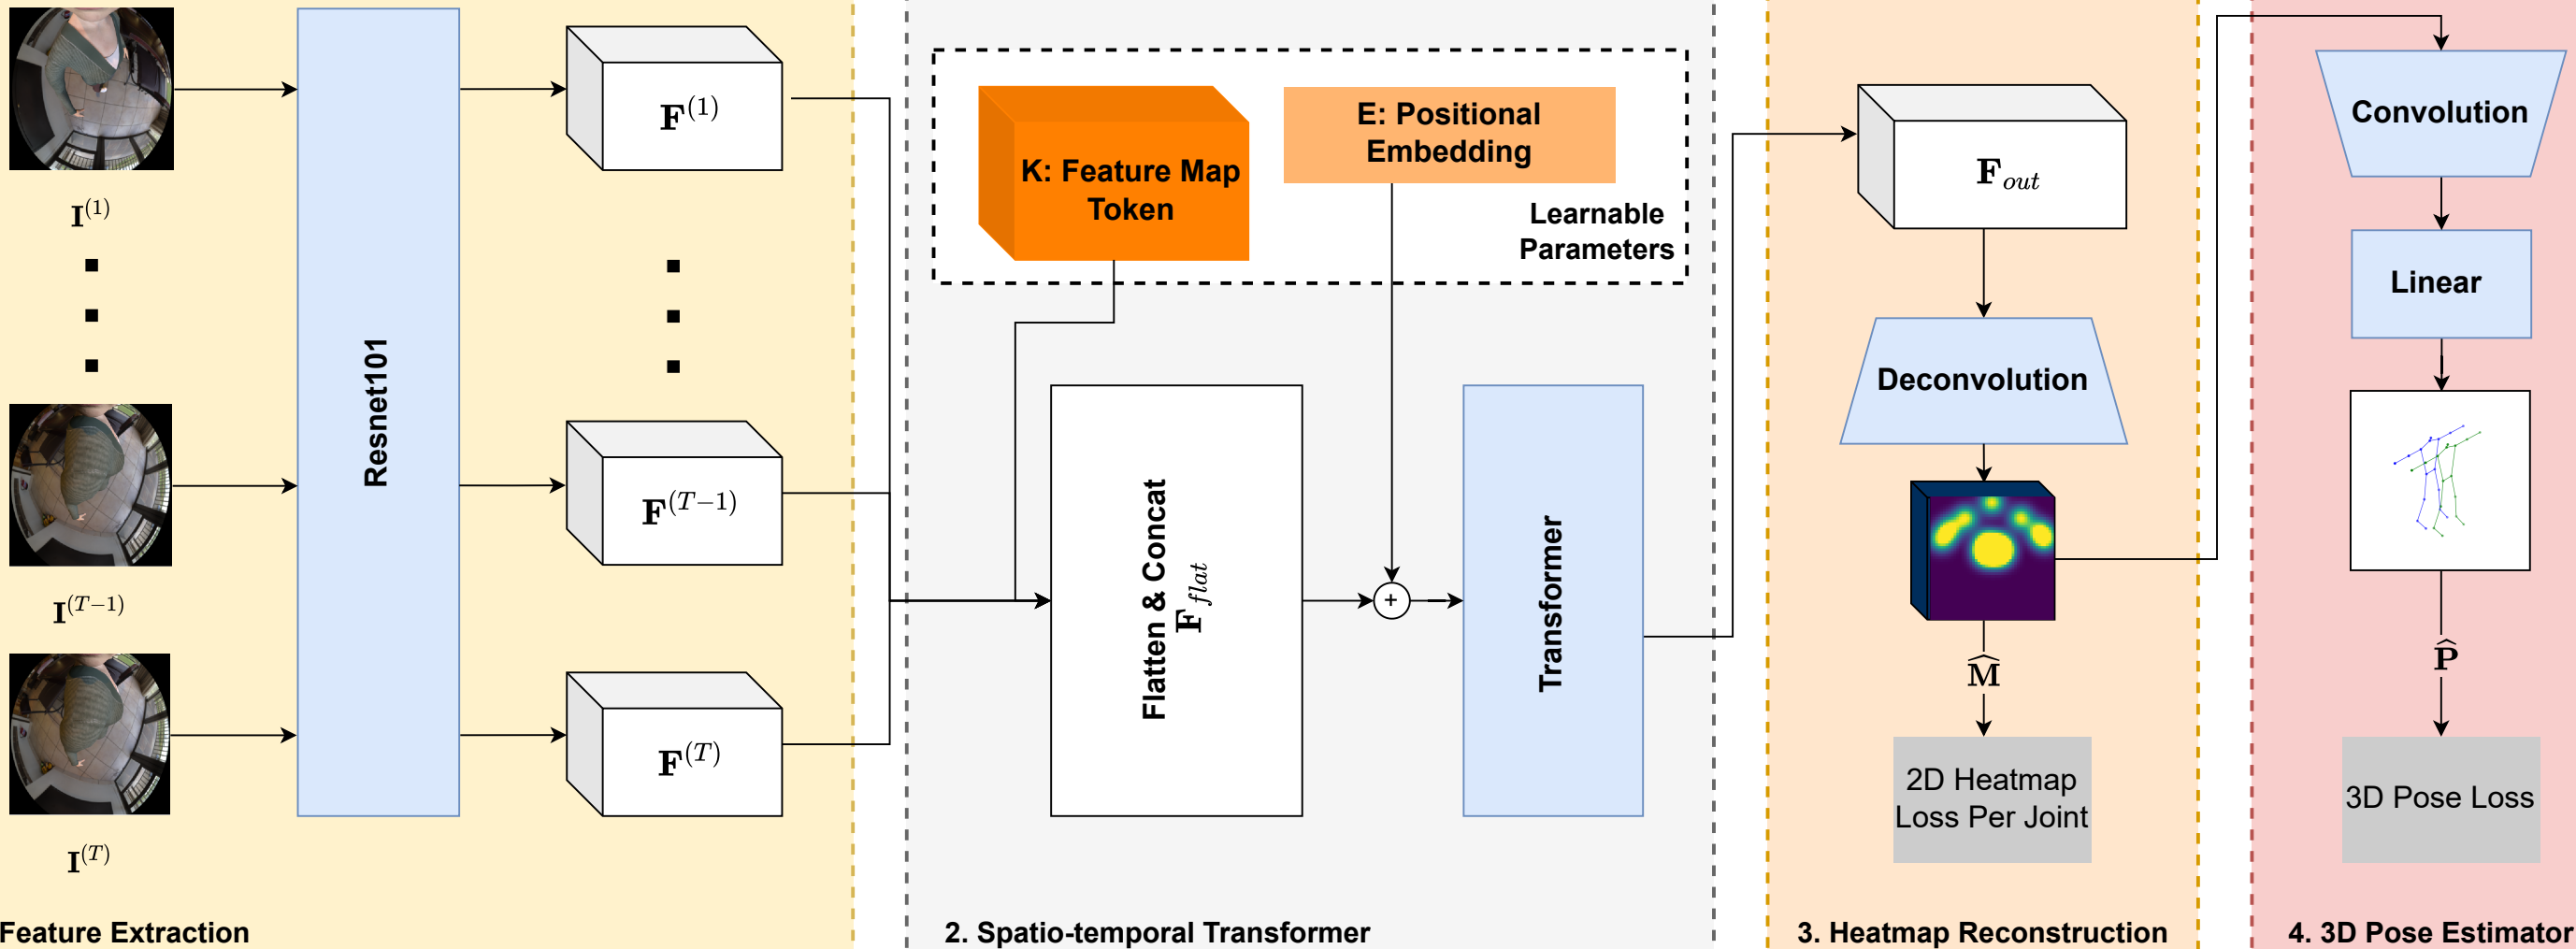 I^(1)
I^(T−1)
I^(T)
Resnet101
F^(1)
F^(T−1)
F^(T)
Feature Extraction
K: Feature Map
Token
E: Positional
Embedding
Learnable
Parameters
Flatten & Concat
F_flat
+
Transformer
2. Spatio-temporal Transformer
F_out
Deconvolution
M̂
2D Heatmap
Loss Per Joint
3. Heatmap Reconstruction
Convolution
Linear
P̂
3D Pose Loss
4. 3D Pose Estimator